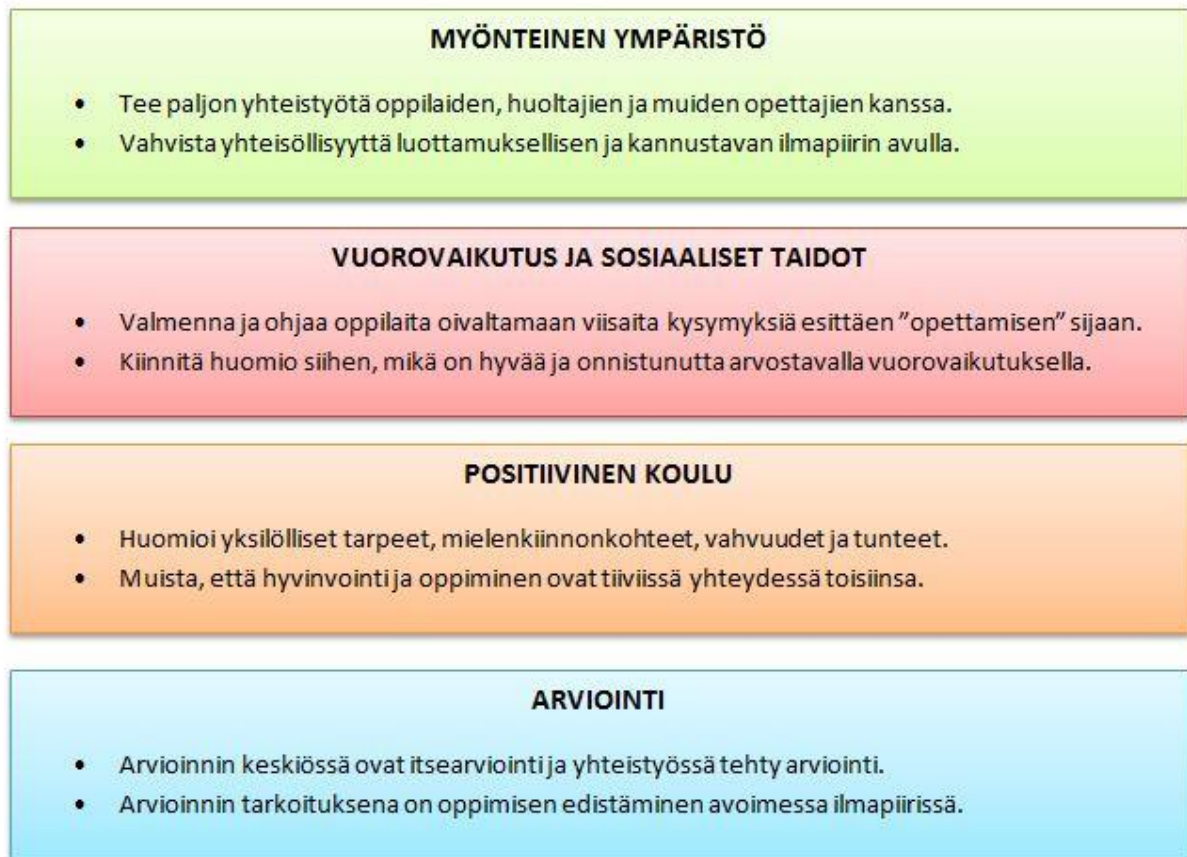 MYÖNTEINEN YMPÄRISTÖ
• Tee paljon yhteistyötä oppilaiden, huoltajien ja muiden opettajien kanssa.
• Vahvista yhteisöllisyyttä luottamuksellisen ja kannustavan ilmapiirin avulla.
VUOROVAIKUTUS JA SOSIAALISET TAIDOT
• Valmenna ja ohjaa oppilaita oivaltamaan viisaita kysymyksiä esittäen ”opettamisen” sijaan.
• Kiinnitä huomio siihen, mikä on hyvää ja onnistunutta arvostavalla vuorovaikutuksella.
POSITIIVINEN KOULU
• Huomioi yksilölliset tarpeet, mielenkiinnonkohteet, vahvuudet ja tunteet.
• Muista, että hyvinvointi ja oppiminen ovat tiiviissä yhteydessä toisiinsa.
ARVIOINTI
• Arvioinnin keskiössä ovat itsearviointi ja yhteistyössä tehty arviointi.
• Arvioinnin tarkoituksena on oppimisen edistäminen avoimessa ilmapiirissä.